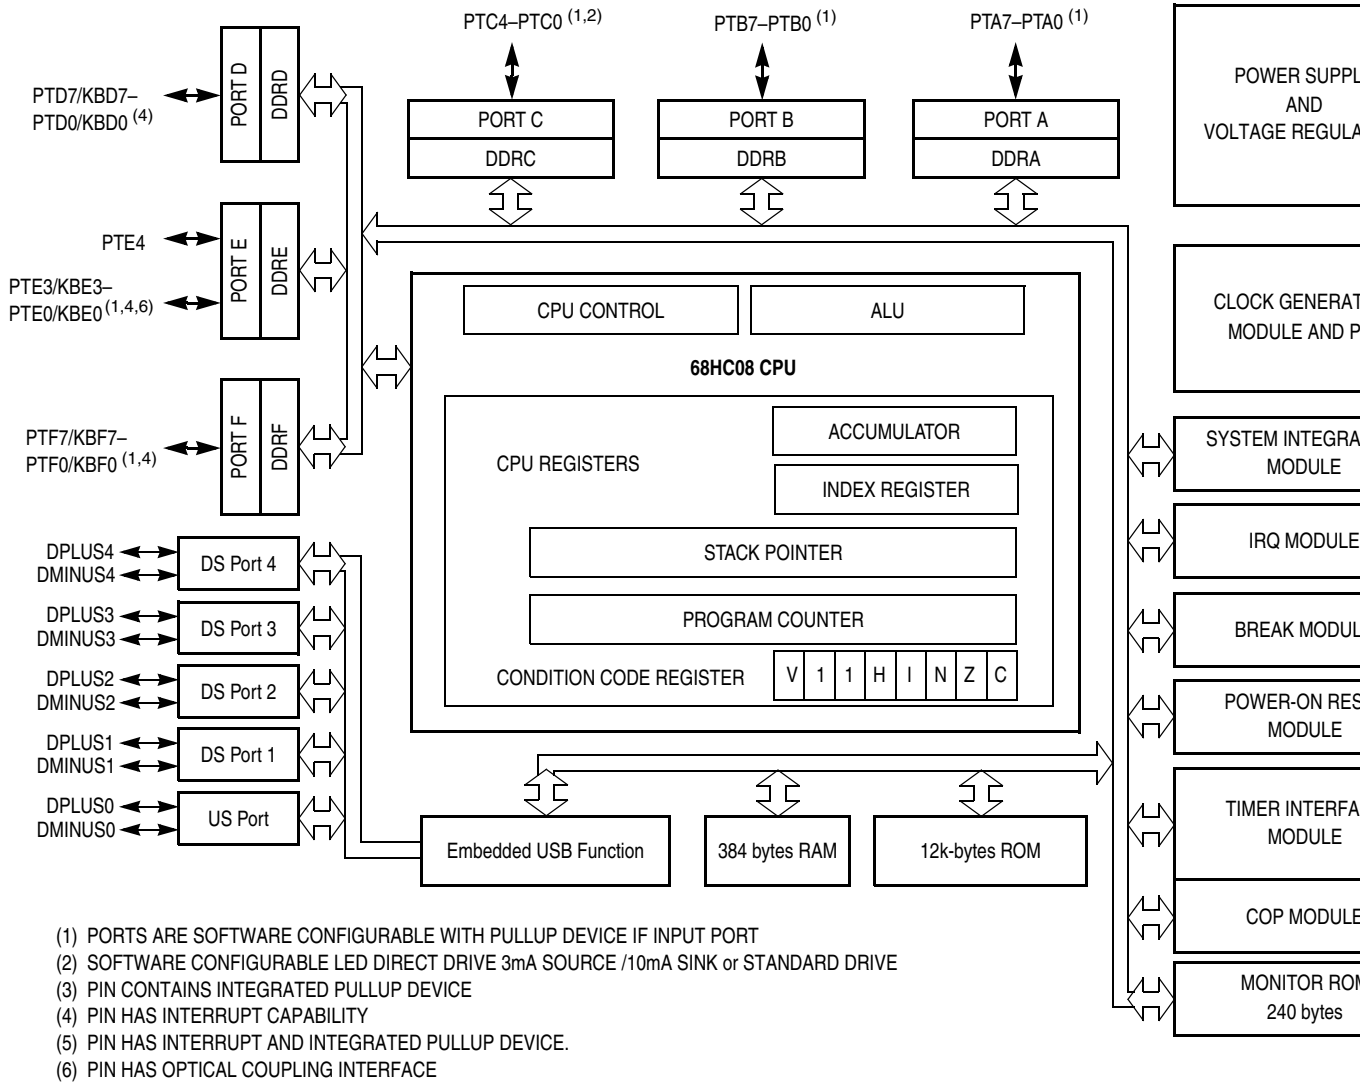 PTC4–PTC0 (1,2)
PTB7–PTB0 (1)
PTA7–PTA0 (1)
PORT C
DDRC
PORT B
DDRB
PORT A
DDRA
PTD7/KBD7–
PTD0/KBD0 (4)
PORT D
DDRD
PTE4
PTE3/KBE3–
PTE0/KBE0 (1,4,6)
PORT E
DDRE
PTF7/KBF7–
PTF0/KBF0 (1,4)
PORT F
DDRF
DPLUS4
DMINUS4
DS Port 4
DPLUS3
DMINUS3
DS Port 3
DPLUS2
DMINUS2
DS Port 2
DPLUS1
DMINUS1
DS Port 1
DPLUS0
DMINUS0
US Port
CPU CONTROL
ALU
68HC08 CPU
CPU REGISTERS
ACCUMULATOR
INDEX REGISTER
STACK POINTER
PROGRAM COUNTER
CONDITION CODE REGISTER
V 1 1 H I N Z C
Embedded USB Function
384 bytes RAM
12k-bytes ROM
POWER SUPPL
AND
VOLTAGE REGULA
CLOCK GENERAT
MODULE AND P
SYSTEM INTEGRA
MODULE
IRQ MODULE
BREAK MODUL
POWER-ON RES
MODULE
TIMER INTERFA
MODULE
COP MODULE
MONITOR ROM
240 bytes
(1) PORTS ARE SOFTWARE CONFIGURABLE WITH PULLUP DEVICE IF INPUT PORT
(2) SOFTWARE CONFIGURABLE LED DIRECT DRIVE 3mA SOURCE /10mA SINK or STANDARD DRIVE
(3) PIN CONTAINS INTEGRATED PULLUP DEVICE
(4) PIN HAS INTERRUPT CAPABILITY
(5) PIN HAS INTERRUPT AND INTEGRATED PULLUP DEVICE.
(6) PIN HAS OPTICAL COUPLING INTERFACE